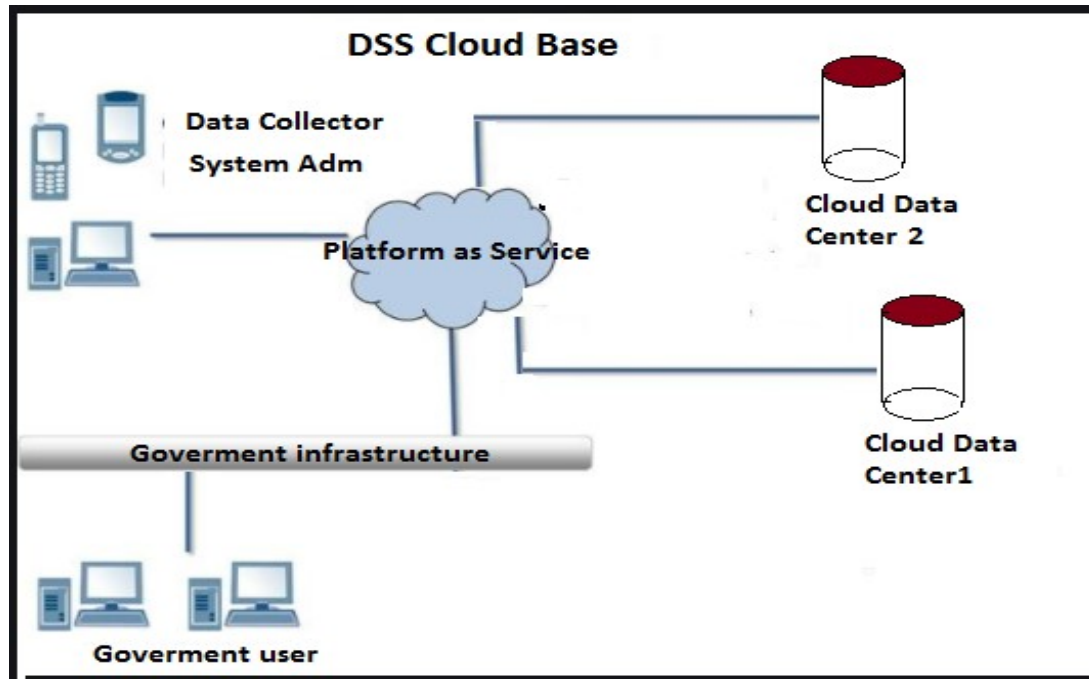 DSS Cloud Base
Data Collector
System Adm
Platform as Service
Cloud Data
Center 2
Cloud Data
Center1
Goverment infrastructure
Goverment user